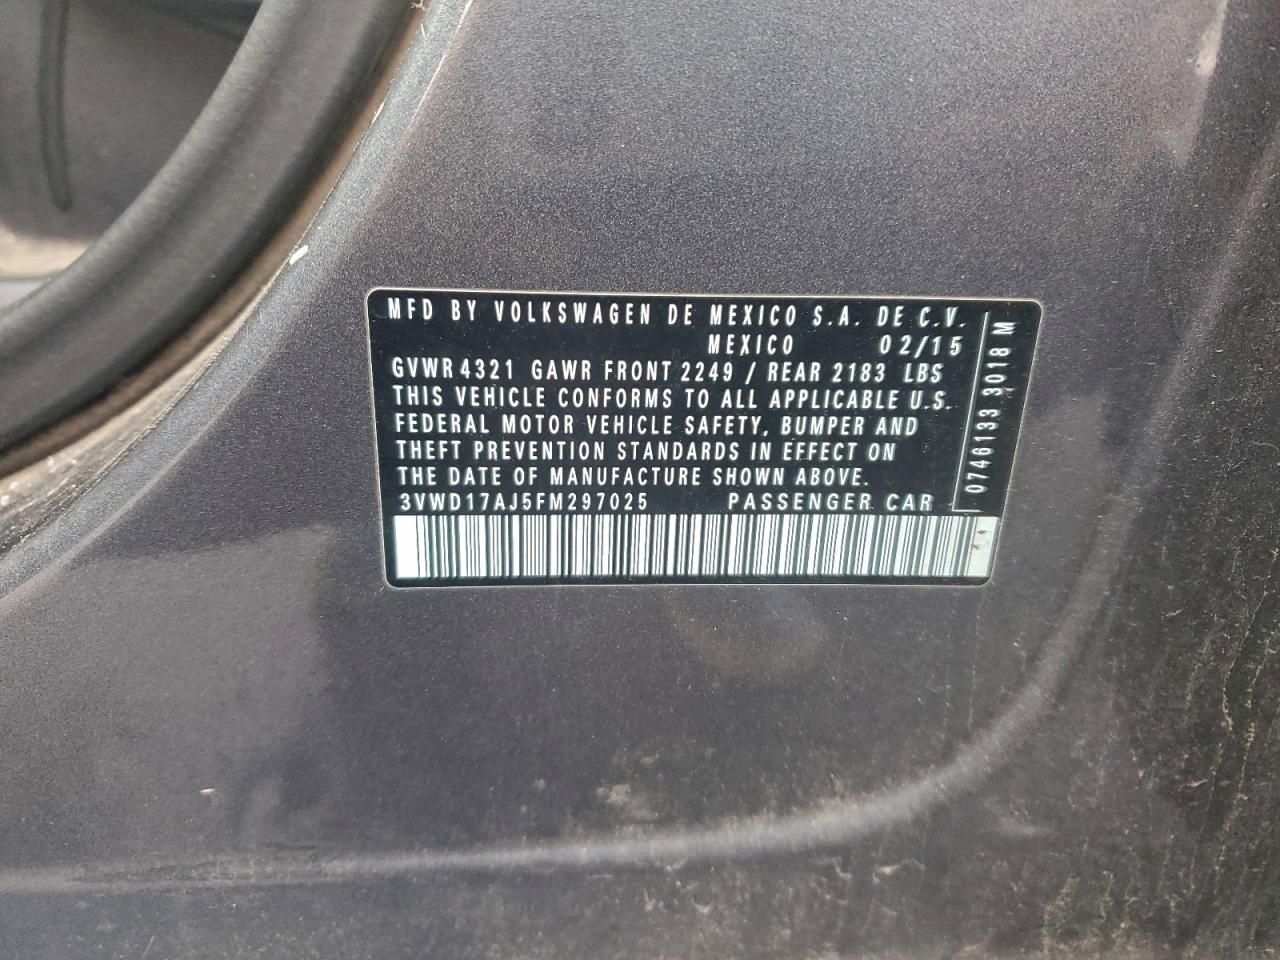 MFD BY VOLKSWAGEN DE MEXICO S.A. DE C.V.
MEXICO 02/15
GVWR 4321 GAWR FRONT 2249 / REAR 2183 LBS
THIS VEHICLE CONFORMS TO ALL APPLICABLE U.S.
FEDERAL MOTOR VEHICLE SAFETY, BUMPER AND
THEFT PREVENTION STANDARDS IN EFFECT ON
THE DATE OF MANUFACTURE SHOWN ABOVE.
3VWD17AJ5FM297025 PASSENGER CAR
0746133 3018 M